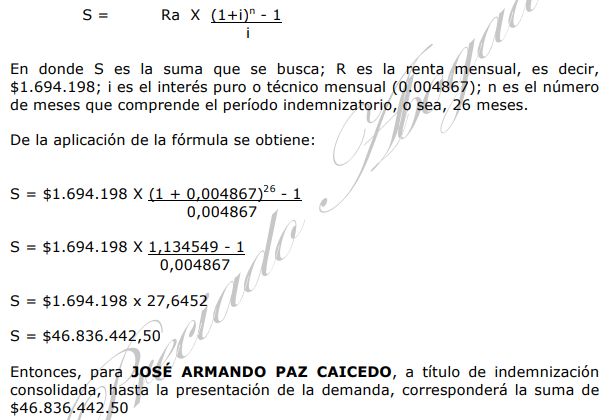 S = Ra X (1+i)ⁿ - 1
i
En donde S es la suma que se busca; R es la renta mensual, es decir,
$1.694.198; i es el interés puro o técnico mensual (0.004867); n es el número
de meses que comprende el período indemnizatorio, o sea, 26 meses.
De la aplicación de la fórmula se obtiene:
S = $1.694.198 X (1 + 0,004867)²⁶ - 1
0,004867
S = $1.694.198 X 1,134549 - 1
0,004867
S = $1.694.198 x 27,6452
S = $46.836.442,50
Entonces, para JOSÉ ARMANDO PAZ CAICEDO, a título de indemnización
consolidada, hasta la presentación de la demanda, corresponderá la suma de
$46.836.442.50
Preciado Abogad